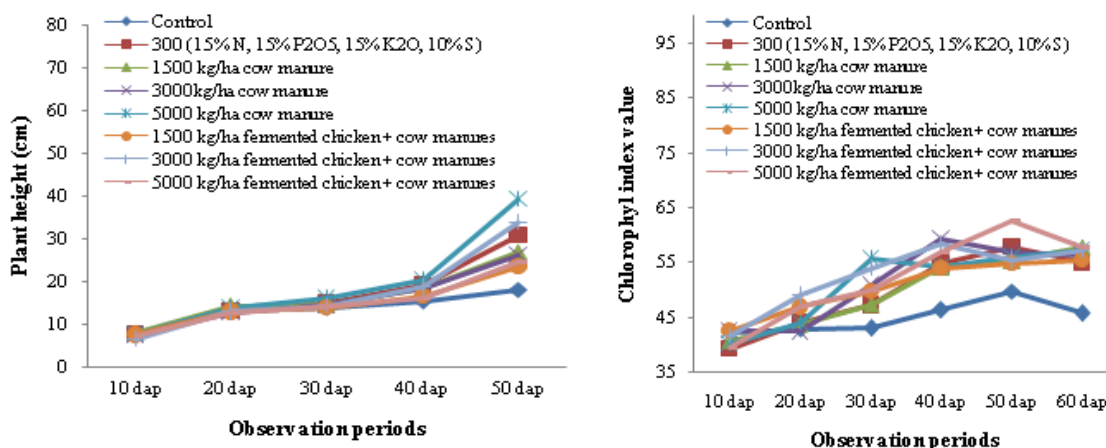 Control
300 (15%N, 15%P2O5, 15%K2O, 10%S)
1500 kg/ha cow manure
3000kg/ha cow manure
5000 kg/ha cow manure
1500 kg/ha fermented chicken+ cow manures
3000 kg/ha fermented chicken+ cow manures
5000 kg/ha fermented chicken+ cow manures
Plant height (cm)
80
70
60
50
40
30
20
10
0
10 dap 20 dap 30 dap 40 dap 50 dap
Observation periods
Control
300 (15%N, 15%P2O5, 15%K2O, 10%S)
1500 kg/ha cow manure
3000kg/ha cow manure
5000 kg/ha cow manure
1500 kg/ha fermented chicken+ cow manures
3000 kg/ha fermented chicken+ cow manures
5000 kg/ha fermented chicken+ cow manures
Chlorophyl index value
95
85
75
65
55
45
35
10 dap 20 dap 30 dap 40 dap 50 dap 60 dap
Observation periods